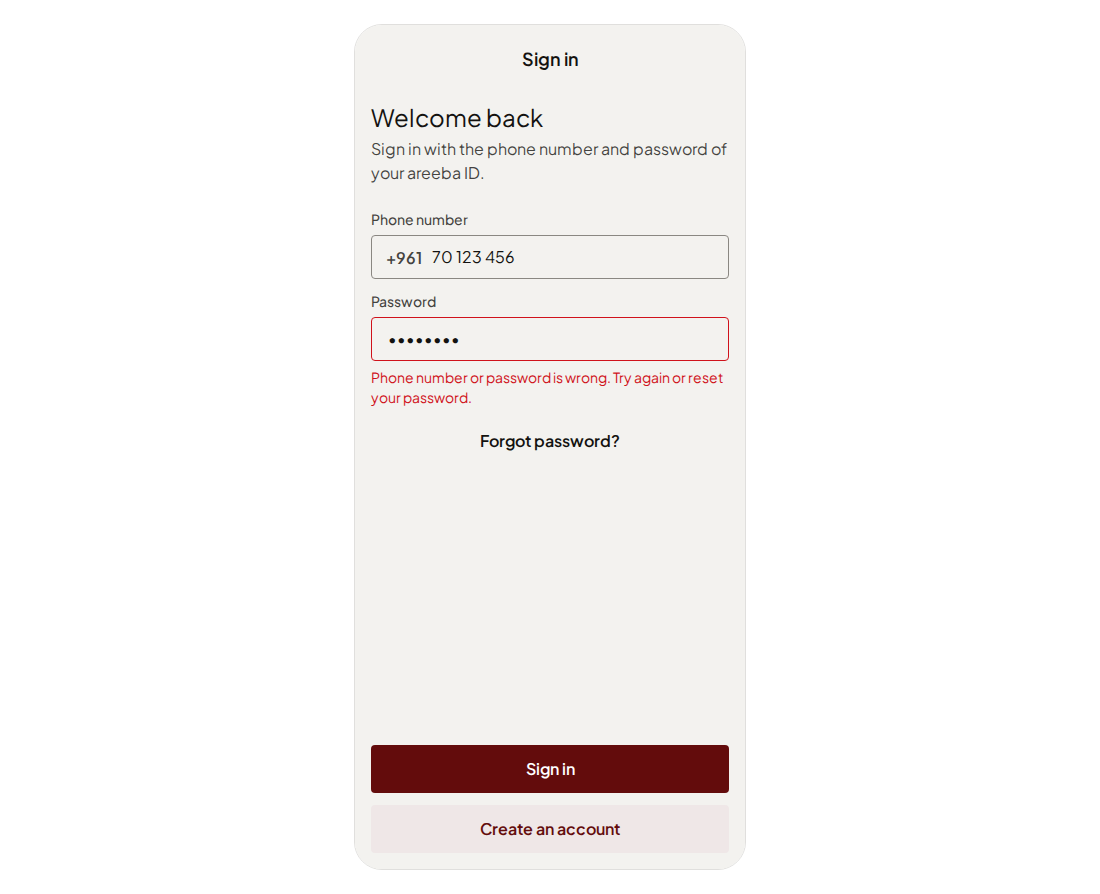 Sign in
Welcome back
Sign in with the phone number and password of
your areeba ID.
Phone number
+961 70 123 456
Password
••••••••
Phone number or password is wrong. Try again or reset
your password.
Forgot password?
Sign in
Create an account